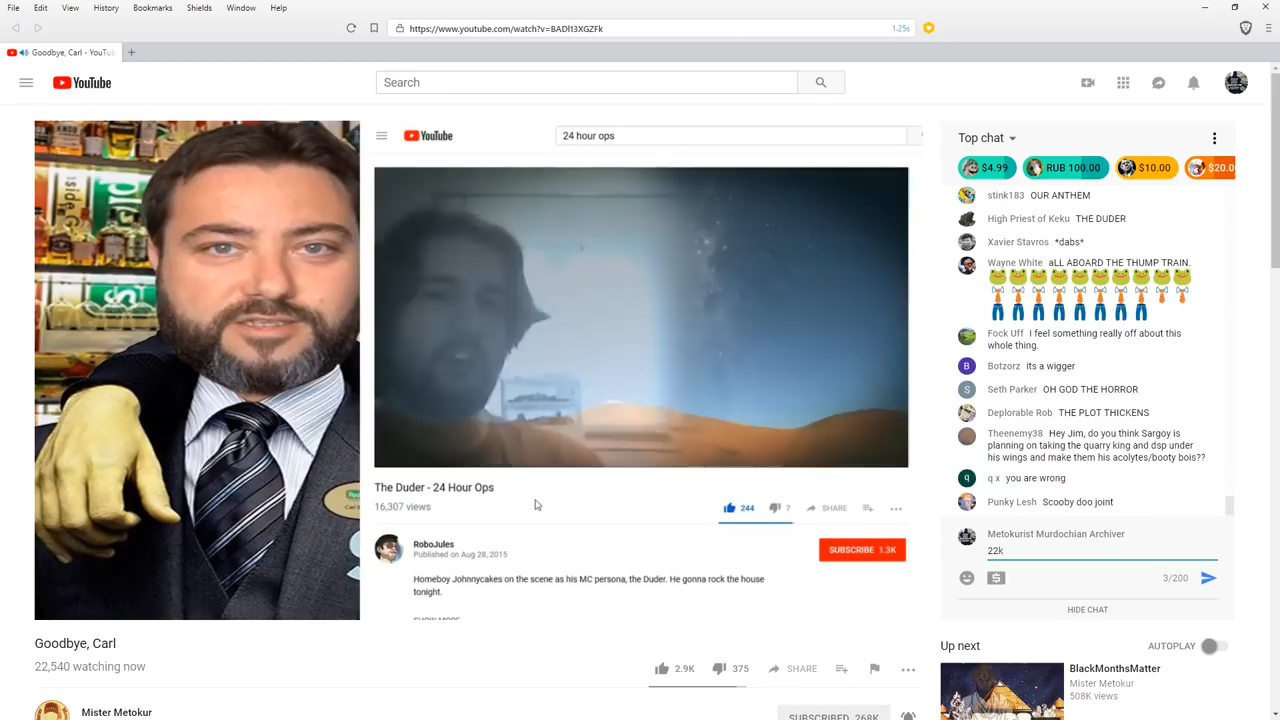 File Edit View History Bookmarks Shields Window Help
https://www.youtube.com/watch?v=BADl13XGZFk 1.25s
Goodbye, Carl - YouTub
YouTube
Search
YouTube
24 hour ops
The Duder - 24 Hour Ops
16,307 views
244 7 SHARE
RoboJules
Published on Aug 28, 2015
SUBSCRIBE 1.3K
Homeboy Johnnycakes on the scene as his MC persona, the Duder. He gonna rock the house
tonight.
Goodbye, Carl
22,540 watching now
2.9K 375 SHARE
Mister Metokur
SUBSCRIBED 268K
Top chat
$4.99 RUB 100.00 $10.00 $20.0
stink183 OUR ANTHEM
High Priest of Keku THE DUDER
Xavier Stavros *dabs*
Wayne White aLL ABOARD THE THUMP TRAIN.
Fock Uff I feel something really off about this
whole thing.
B
Botzorz its a wigger
S
Seth Parker OH GOD THE HORROR
Deplorable Rob THE PLOT THICKENS
Theenemy38 Hey Jim, do you think Sargoy is
planning on taking the quarry king and dsp under
his wings and make them his acolytes/booty bois??
q
q x you are wrong
Punky Lesh Scooby doo joint
Metokurist Murdochian Archiver
22k
3/200
HIDE CHAT
Up next
AUTOPLAY
BlackMonthsMatter
Mister Metokur
508K views